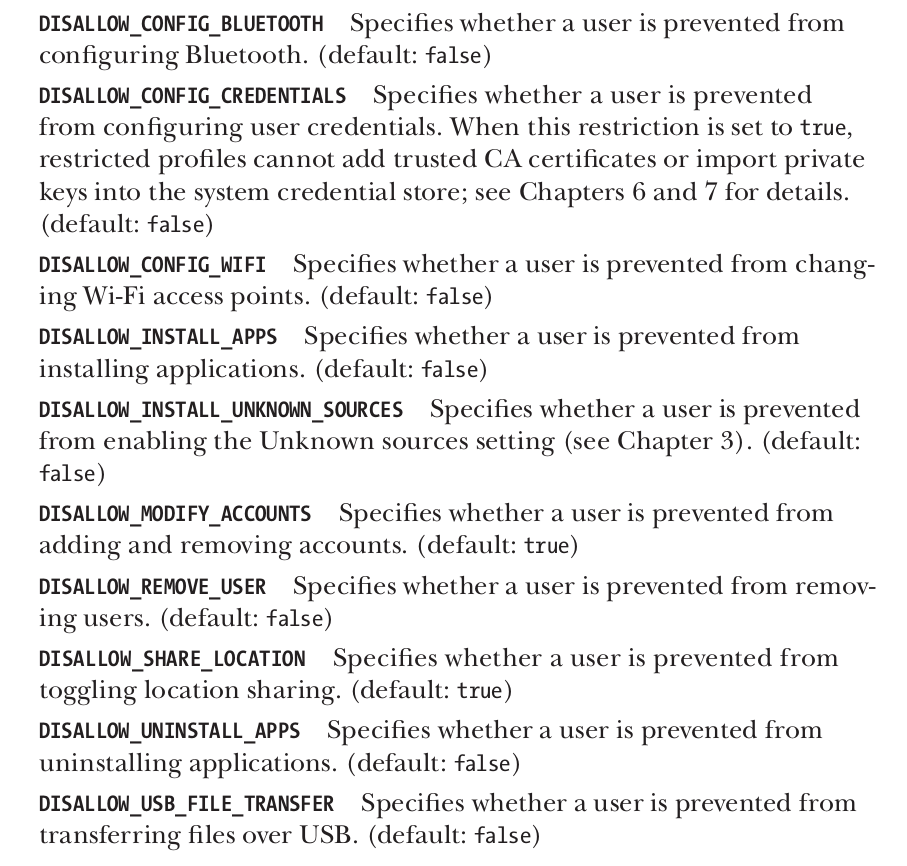 DISALLOW_CONFIG_BLUETOOTH Specifies whether a user is prevented from
configuring Bluetooth. (default: false)
DISALLOW_CONFIG_CREDENTIALS Specifies whether a user is prevented
from configuring user credentials. When this restriction is set to true,
restricted profiles cannot add trusted CA certificates or import private
keys into the system credential store; see Chapters 6 and 7 for details.
(default: false)
DISALLOW_CONFIG_WIFI Specifies whether a user is prevented from chang-
ing Wi-Fi access points. (default: false)
DISALLOW_INSTALL_APPS Specifies whether a user is prevented from
installing applications. (default: false)
DISALLOW_INSTALL_UNKNOWN_SOURCES Specifies whether a user is prevented
from enabling the Unknown sources setting (see Chapter 3). (default:
false)
DISALLOW_MODIFY_ACCOUNTS Specifies whether a user is prevented from
adding and removing accounts. (default: true)
DISALLOW_REMOVE_USER Specifies whether a user is prevented from remov-
ing users. (default: false)
DISALLOW_SHARE_LOCATION Specifies whether a user is prevented from
toggling location sharing. (default: true)
DISALLOW_UNINSTALL_APPS Specifies whether a user is prevented from
uninstalling applications. (default: false)
DISALLOW_USB_FILE_TRANSFER Specifies whether a user is prevented from
transferring files over USB. (default: false)